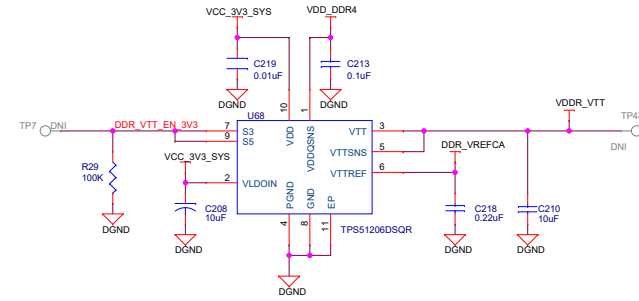 VCC_3V3_SYS
VDD_DDR4
C219
0.01uF
C213
0.1uF
DGND
DGND
U68
10
1
VDDR_VTT
TP7
DNI
DDR_VTT_EN_3V3
7
9
S3
S5
VDD
VDDQSNS
VTT
3
VTTSNS
5
DDR_VREFCA
DNI
VCC_3V3_SYS
VTTREF
6
R29
100K
2
VLDOIN
PGND
GND
EP
C208
10uF
C218
0.22uF
C210
10uF
4
8
11
TPS51206DSQR
DGND
DGND
DGND
DGND
DGND